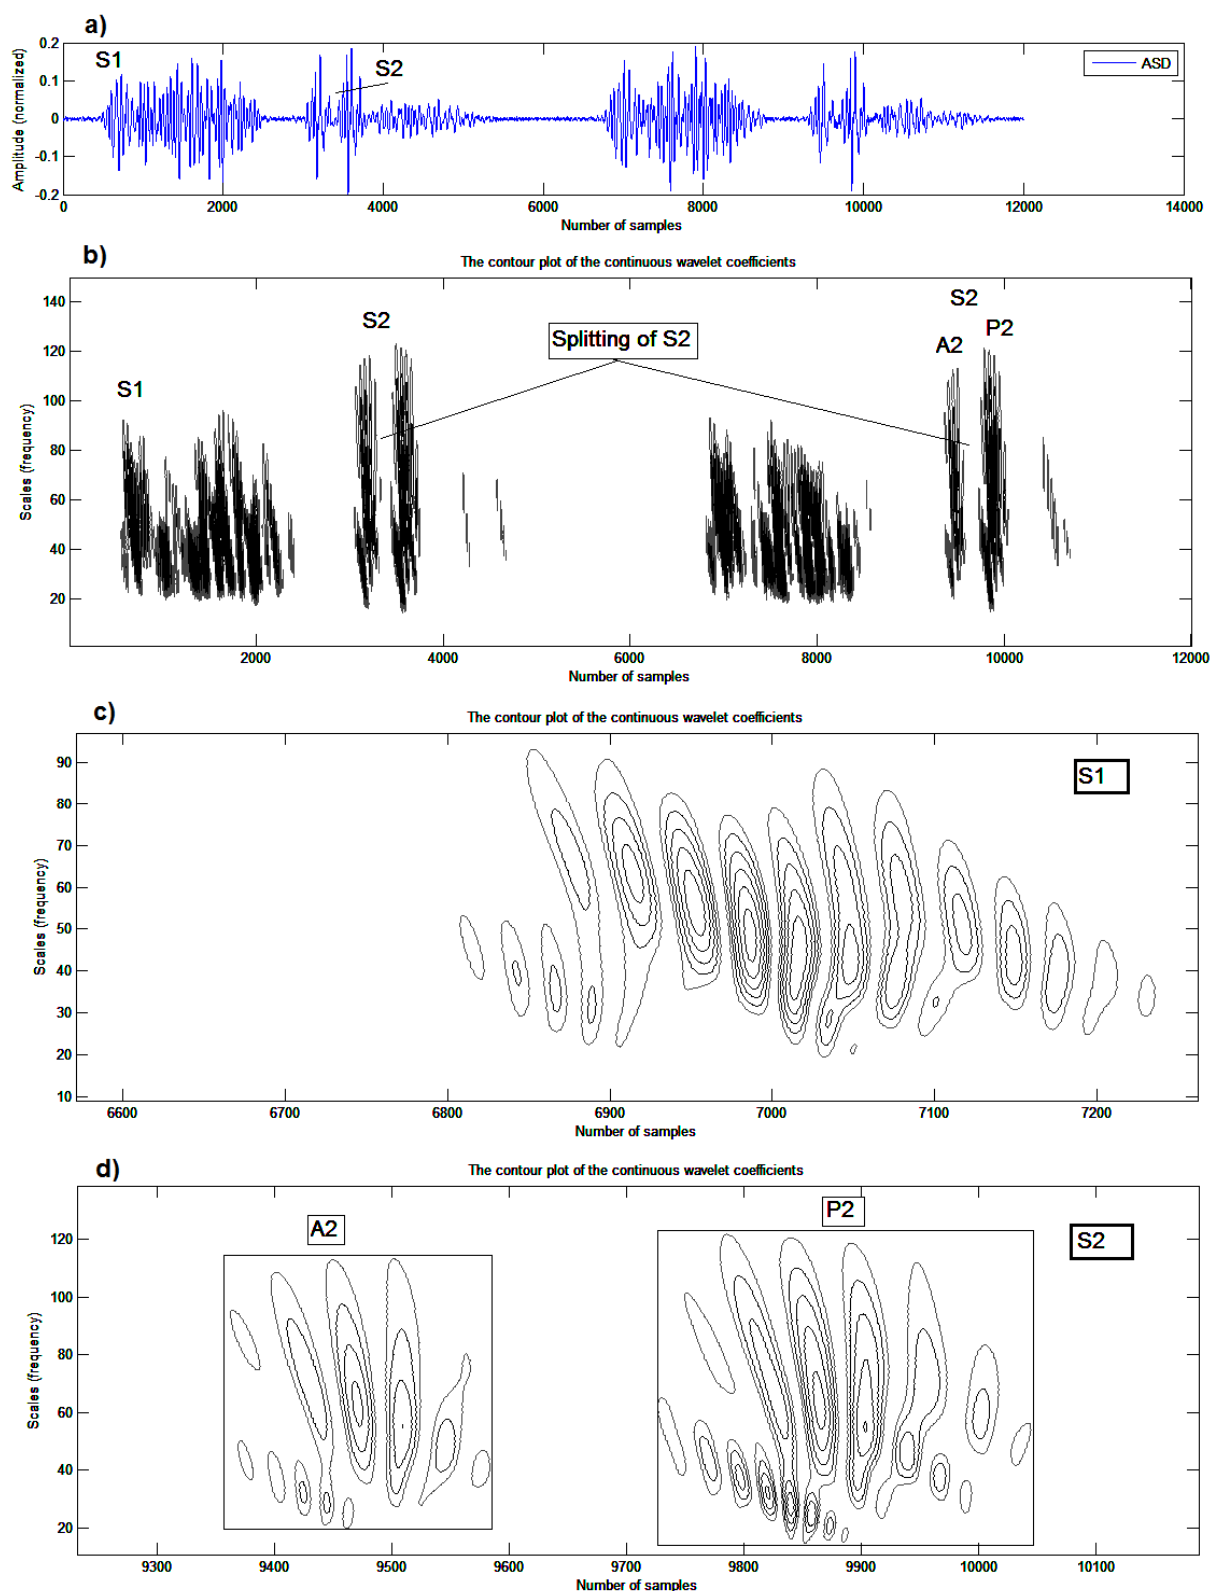 a)
S1
S2
ASD
Amplitude (normalized)
0.2
0.1
0
-0.1
-0.2
0 2000 4000 6000 8000 10000 12000 14000
Number of samples
b)
The contour plot of the continuous wavelet coefficients
S1
S2
Splitting of S2
S2
A2
P2
Scales (frequency)
140
120
100
80
60
40
20
2000 4000 6000 8000 10000 12000
Number of samples
c)
The contour plot of the continuous wavelet coefficients
S1
Scales (frequency)
90
80
70
60
50
40
30
20
10
6600 6700 6800 6900 7000 7100 7200
Number of samples
d)
The contour plot of the continuous wavelet coefficients
A2
P2
S2
Scales (frequency)
120
100
80
60
40
20
9300 9400 9500 9600 9700 9800 9900 10000 10100
Number of samples